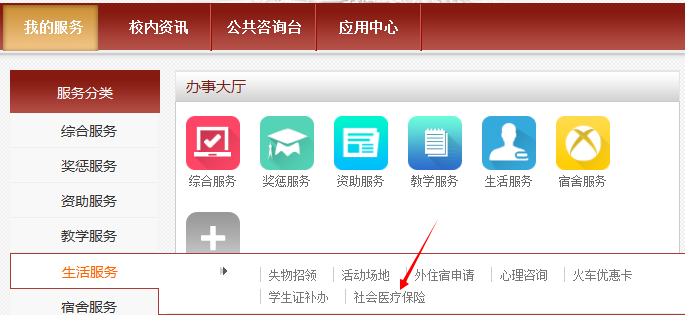 我的服务 校内资讯 公共咨询台 应用中心
服务分类
综合服务
奖惩服务
资助服务
教学服务
生活服务
宿舍服务
办事大厅
综合服务 奖惩服务 资助服务 教学服务 生活服务 宿舍服务
失物招领 活动场地 外住宿申请 心理咨询 火车优惠卡
学生证补办 社会医疗保险